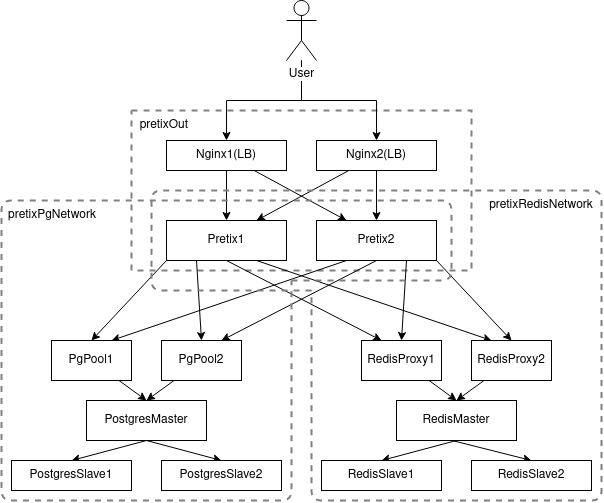 User
pretixOut
Nginx1(LB)
Nginx2(LB)
pretixPgNetwork
pretixRedisNetwork
Pretix1
Pretix2
PgPool1
PgPool2
RedisProxy1
RedisProxy2
PostgresMaster
RedisMaster
PostgresSlave1
PostgresSlave2
RedisSlave1
RedisSlave2